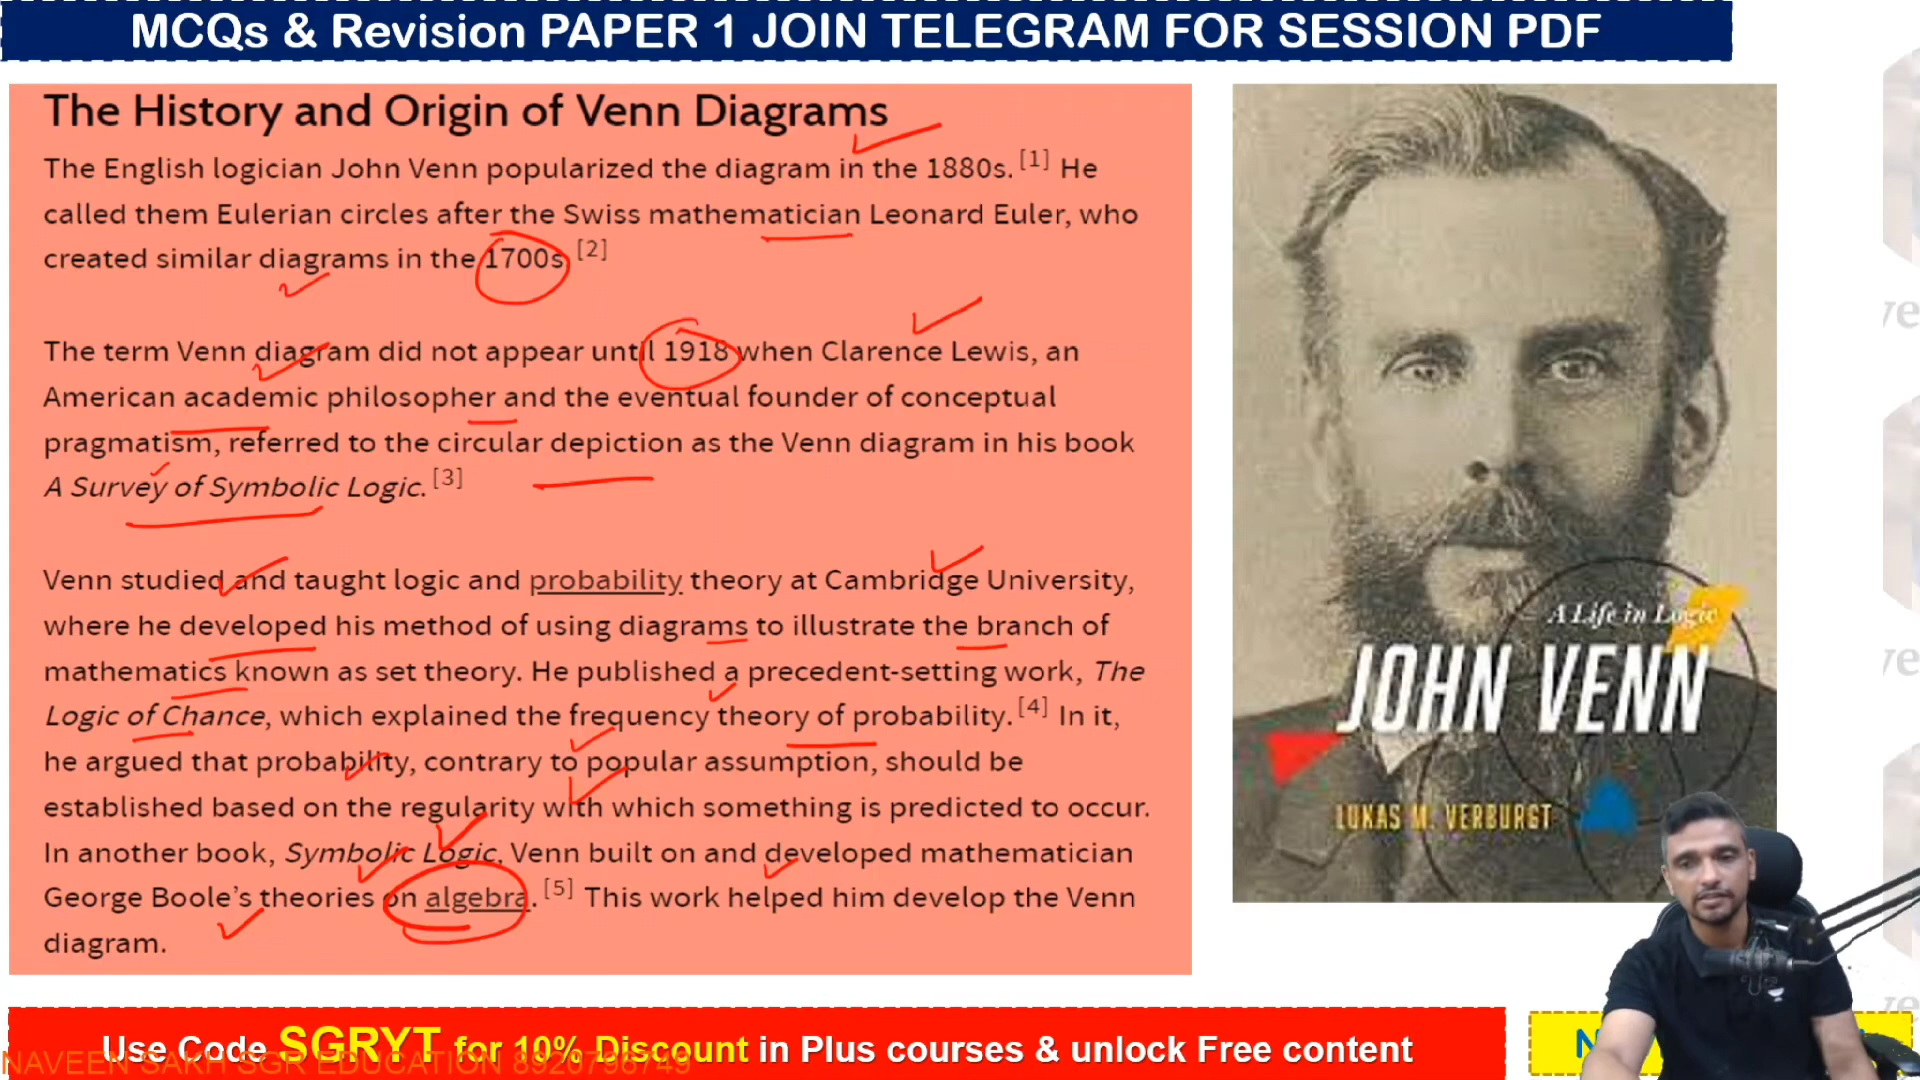 MCQs & Revision PAPER 1 JOIN TELEGRAM FOR SESSION PDF
The History and Origin of Venn Diagrams
The English logician John Venn popularized the diagram in the 1880s. [1] He
called them Eulerian circles after the Swiss mathematician Leonard Euler, who
created similar diagrams in the 1700s. [2]
The term Venn diagram did not appear until 1918 when Clarence Lewis, an
American academic philosopher and the eventual founder of conceptual
pragmatism, referred to the circular depiction as the Venn diagram in his book
A Survey of Symbolic Logic. [3]
Venn studied and taught logic and probability theory at Cambridge University,
where he developed his method of using diagrams to illustrate the branch of
mathematics known as set theory. He published a precedent-setting work, The
Logic of Chance, which explained the frequency theory of probability. [4] In it,
he argued that probability, contrary to popular assumption, should be
established based on the regularity with which something is predicted to occur.
In another book, Symbolic Logic, Venn built on and developed mathematician
George Boole's theories on algebra. [5] This work helped him develop the Venn
diagram.
A Life in Logic
JOHN VENN
LUKAS M. VERBURGT
Use Code SGRYT for 10% Discount in Plus courses & unlock Free content
NAVEEN SAKH SGR EDUCATION 8920798749